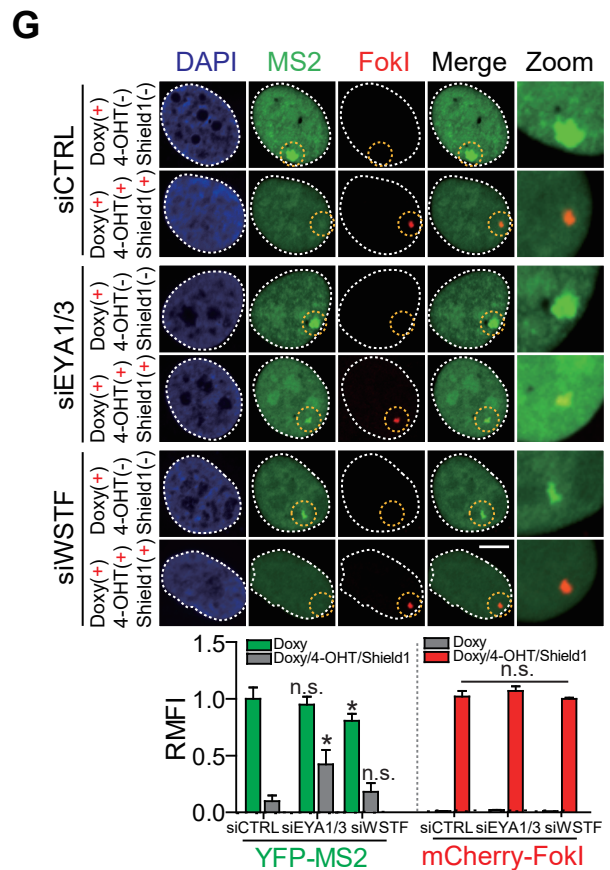 G
DAPI MS2 FokI Merge Zoom
siCTRL
Doxy(+)
4-OHT(-)
Shield1(-)
Doxy(+)
4-OHT(+)
Shield1(+)
siEYA1/3
Doxy(+)
4-OHT(-)
Shield1(-)
Doxy(+)
4-OHT(+)
Shield1(+)
siWSTF
Doxy(+)
4-OHT(-)
Shield1(-)
Doxy(+)
4-OHT(+)
Shield1(+)
RMFI
1.5
1.0
0.5
0.0
Doxy
Doxy/4-OHT/Shield1
n.s.
*
*
n.s.
siCTRL siEYA1/3 siWSTF
YFP-MS2
Doxy
Doxy/4-OHT/Shield1
n.s.
siCTRL siEYA1/3 siWSTF
mCherry-FokI